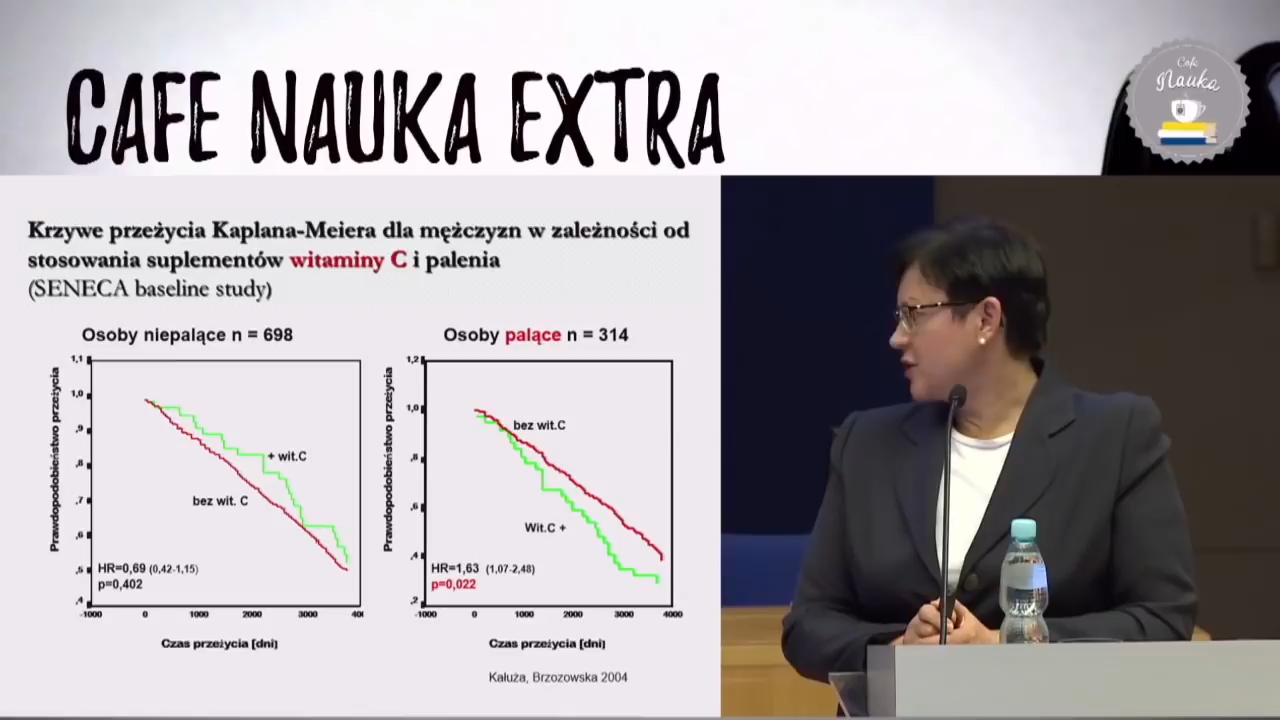 CAFE NAUKA EXTRA
Cafe
Nauka
Krzywe przeżycia Kaplana-Meiera dla mężczyzn w zależności od
stosowania suplementów witaminy C i palenia
(SENECA baseline study)
Osoby niepalące n = 698
Prawdopodobieństwo przeżycia
1,1
1,0
,9
,8
,7
,6
,5
,4
+ wit.C
bez wit. C
HR=0,69 (0,42-1,15)
p=0,402
-1000 0 1000 2000 3000 400
Czas przeżycia [dni]
Osoby palące n = 314
Prawdopodobieństwo przeżycia
1,2
1,0
,8
,6
,4
,2
bez wit.C
Wit.C +
HR=1,63 (1,07-2,48)
p=0,022
-1000 0 1000 2000 3000 4000
Czas przeżycia [dni]
Kałuża, Brzozowska 2004